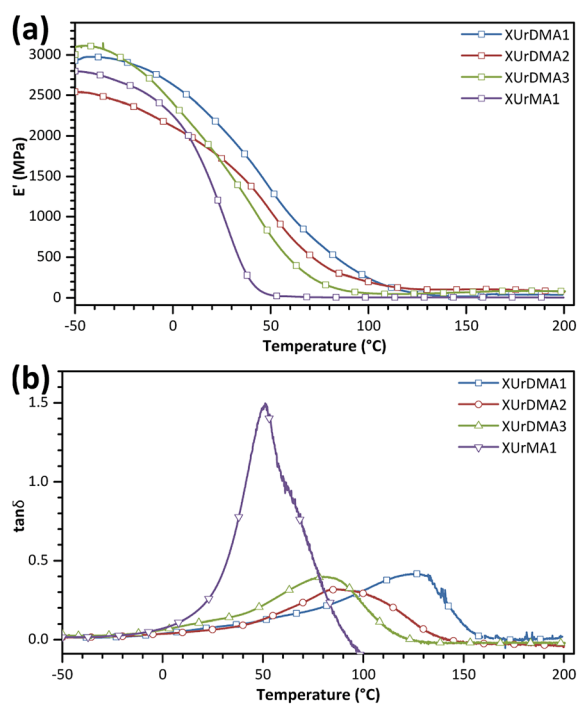 (a)
XUrDMA1
XUrDMA2
XUrDMA3
XUrMA1
3000
2500
2000
1500
1000
500
0
E' (MPa)
-50 0 50 100 150 200
Temperature (°C)
(b)
XUrDMA1
XUrDMA2
XUrDMA3
XUrMA1
1.5
1.0
0.5
0.0
tanδ
-50 0 50 100 150 200
Temperature (°C)